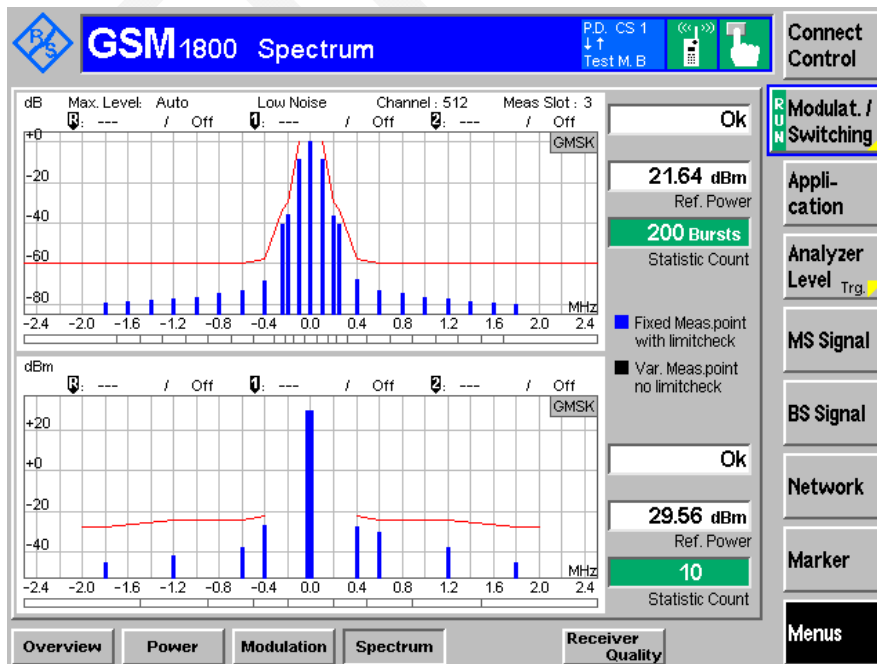 R&S
GSM 1800 Spectrum
P.D. CS 1
↓↑
Test M. B
Connect
Control
dB Max. Level: Auto Low Noise Channel : 512 Meas Slot : 3
R: --- / Off 1: --- / Off 2: --- / Off
GMSK
+0
-20
-40
-60
-80
MHz
-2.4 -2.0 -1.6 -1.2 -0.8 -0.4 0.0 0.4 0.8 1.2 1.6 2.0 2.4
Ok
21.64 dBm
Ref. Power
200 Bursts
Statistic Count
Fixed Meas.point
with limitcheck
Var. Meas.point
no limitcheck
dBm
R: --- / Off 1: --- / Off 2: --- / Off
GMSK
+20
+0
-20
-40
MHz
-2.4 -2.0 -1.6 -1.2 -0.8 -0.4 0.0 0.4 0.8 1.2 1.6 2.0 2.4
Ok
29.56 dBm
Ref. Power
10
Statistic Count
RUN
Modulat. /
Switching
Appli-
cation
Analyzer
Level Trg.
MS Signal
BS Signal
Network
Marker
Menus
Overview
Power
Modulation
Spectrum
Receiver
Quality